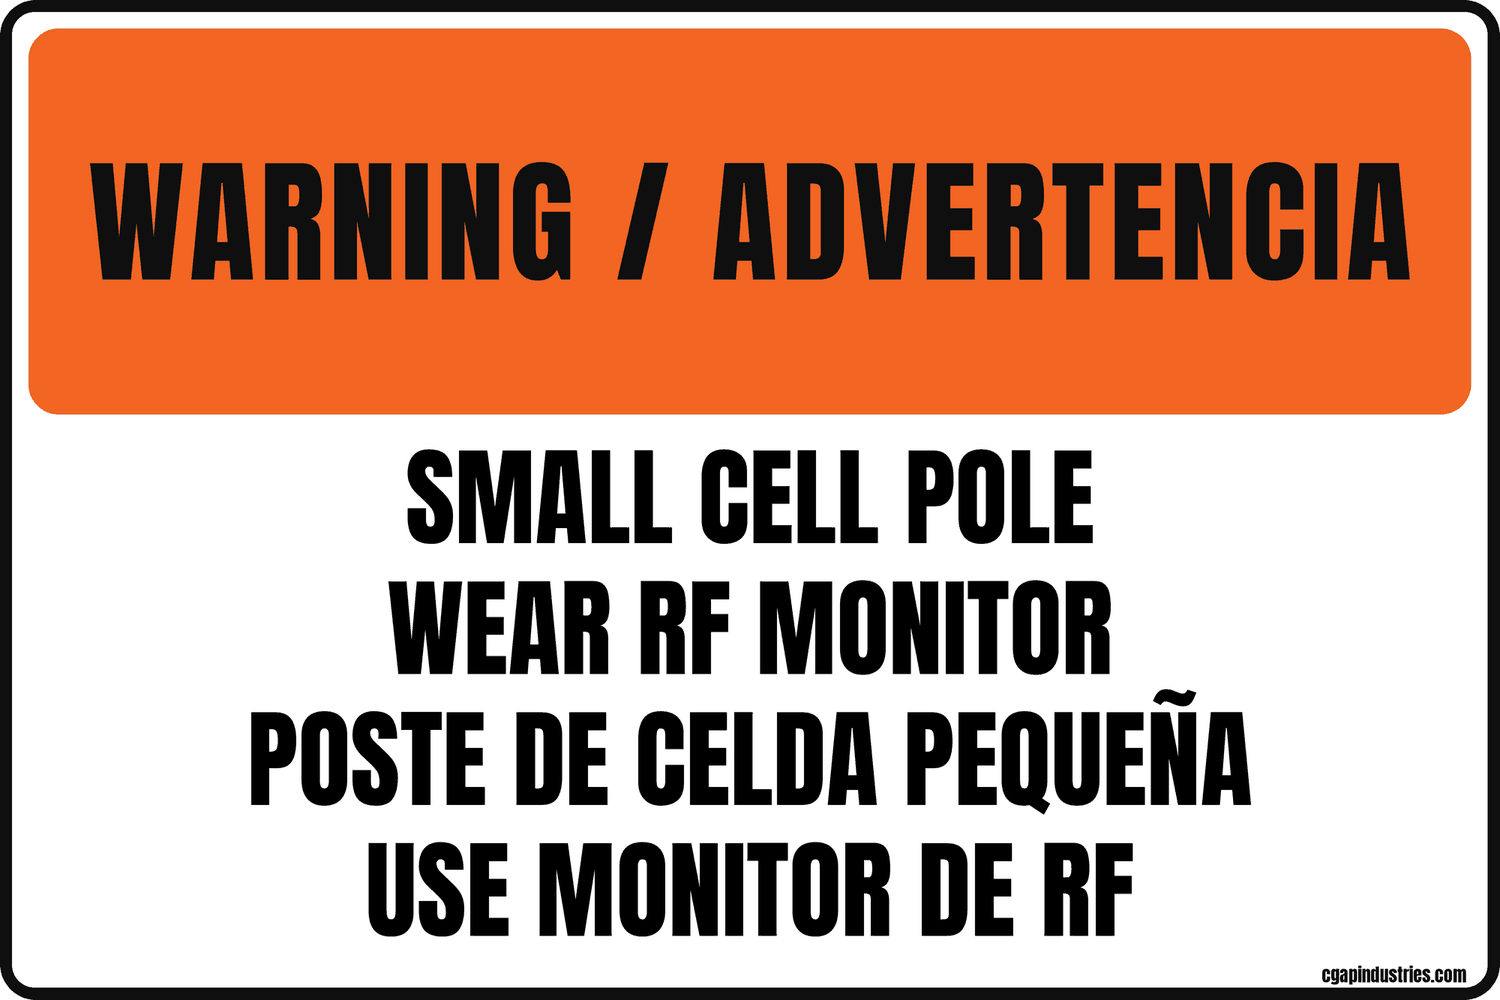 WARNING / ADVERTENCIA
SMALL CELL POLE
WEAR RF MONITOR
POSTE DE CELDA PEQUEÑA
USE MONITOR DE RF
cgapindustries.com